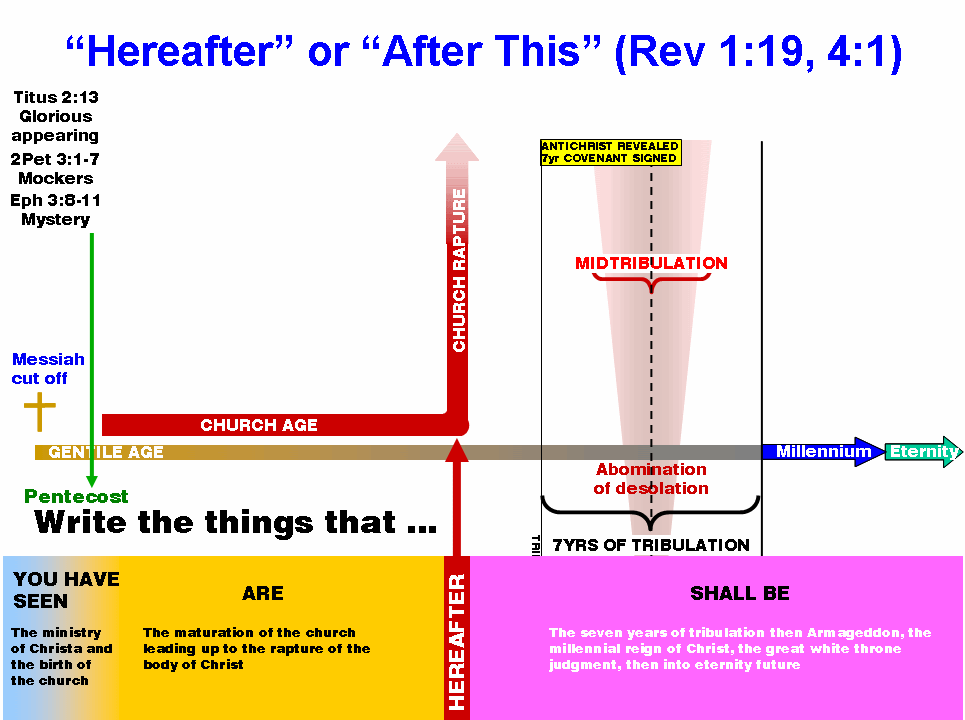 “Hereafter” or “After This” (Rev 1:19, 4:1)
Titus 2:13
Glorious
appearing
2Pet 3:1-7
Mockers
Eph 3:8-11
Mystery
ANTICHRIST REVEALED
7yr COVENANT SIGNED
CHURCH RAPTURE
MIDTRIBULATION
Messiah
cut off
CHURCH AGE
GENTILE AGE
Millennium
Eternity
Abomination
of desolation
Pentecost
Write the things that ...
7YRS OF TRIBULATION
YOU HAVE
SEEN
The ministry
of Christa and
the birth of
the church
ARE
The maturation of the church
leading up to the rapture of the
body of Christ
HEREAFTER
SHALL BE
The seven years of tribulation then Armageddon, the
millennial reign of Christ, the great white throne
judgment, then into eternity future